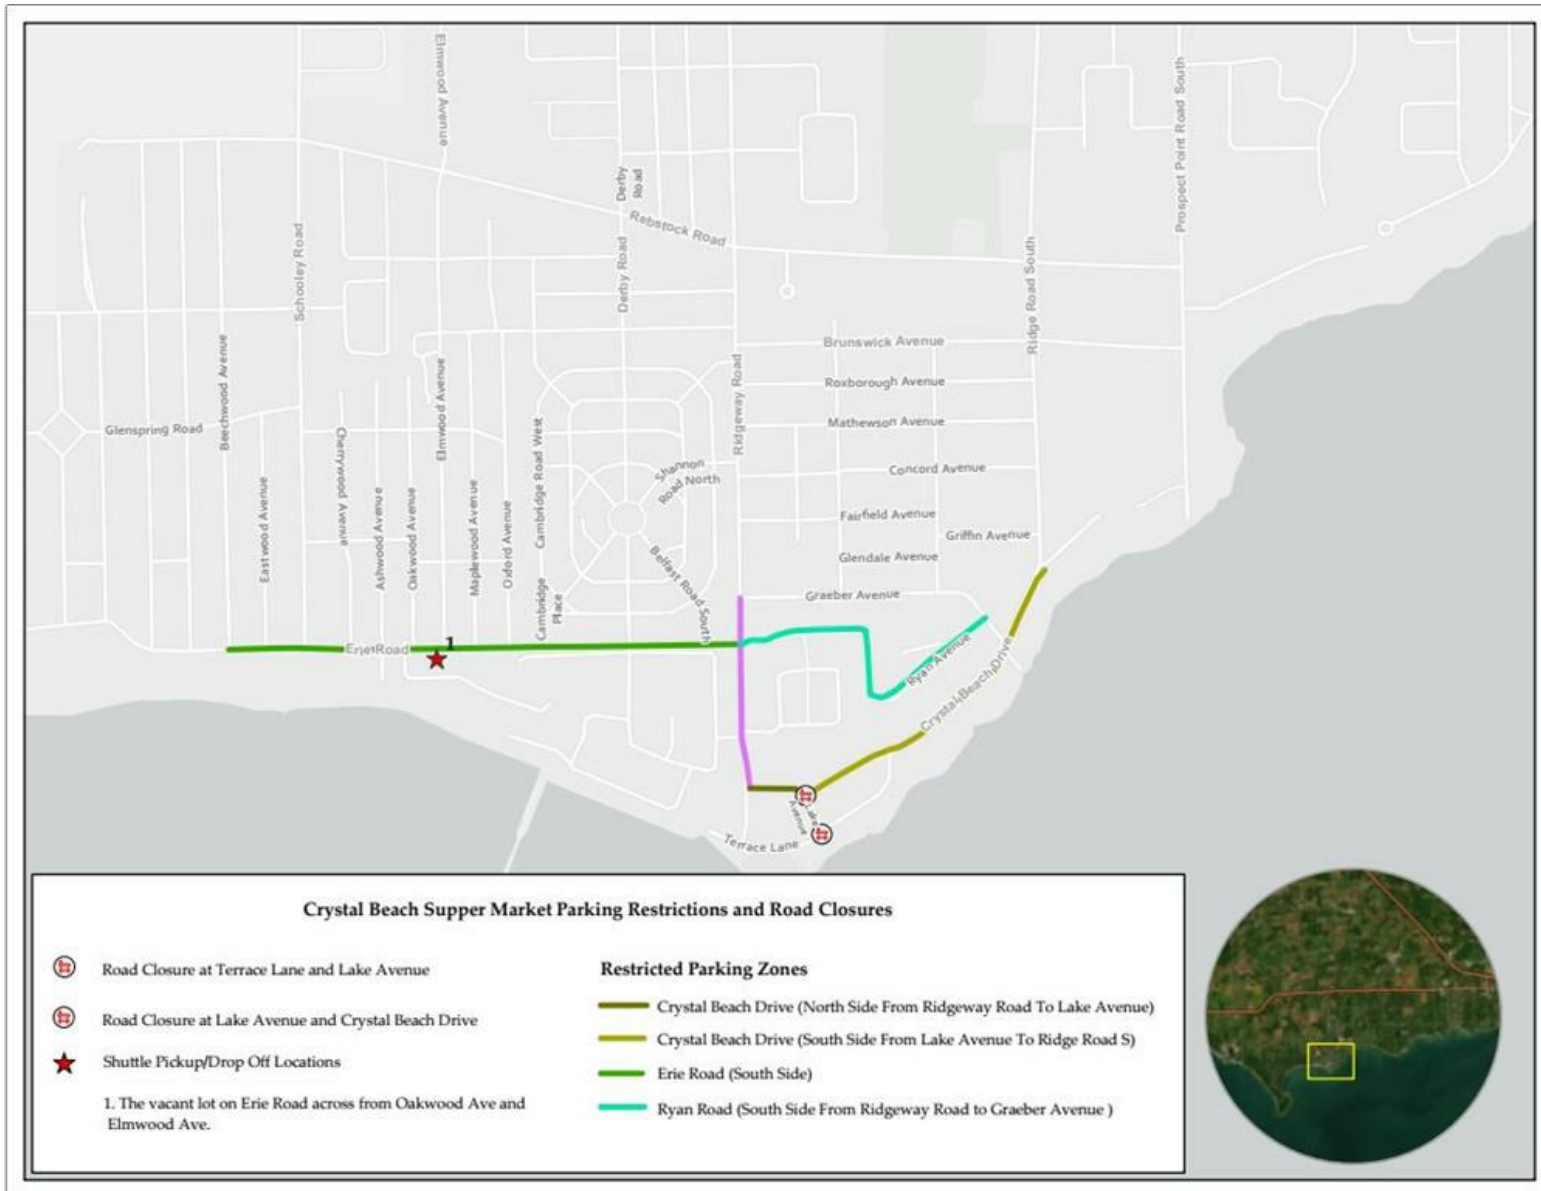 Elmwood Avenue
Prospect Point Road South
Derby
Road
Rebstock Road
Schooley Road
Derby Road
Ridge Road South
Brunswick Avenue
Beechwood Avenue
Elmwood Avenue
Ridgeway Road
Roxborough Avenue
Mathewson Avenue
Glenspring Road
Cherrywood Avenue
Cambridge Road West
Shannon
Road North
Concord Avenue
Eastwood Avenue
Ashwood Avenue
Oakwood Avenue
Maplewood Avenue
Oxford Avenue
Fairfield Avenue
Griffin Avenue
Glendale Avenue
Belfast Road South
Cambridge
Place
Graeber Avenue
Erie Road
1
Ryan Avenue
Crystal Beach Drive
Lake
Avenue
Terrace Lane
Crystal Beach Supper Market Parking Restrictions and Road Closures
Road Closure at Terrace Lane and Lake Avenue
Road Closure at Lake Avenue and Crystal Beach Drive
Shuttle Pickup/Drop Off Locations
1. The vacant lot on Erie Road across from Oakwood Ave and
Elmwood Ave.
Restricted Parking Zones
Crystal Beach Drive (North Side From Ridgeway Road To Lake Avenue)
Crystal Beach Drive (South Side From Lake Avenue To Ridge Road S)
Erie Road (South Side)
Ryan Road (South Side From Ridgeway Road to Graeber Avenue )